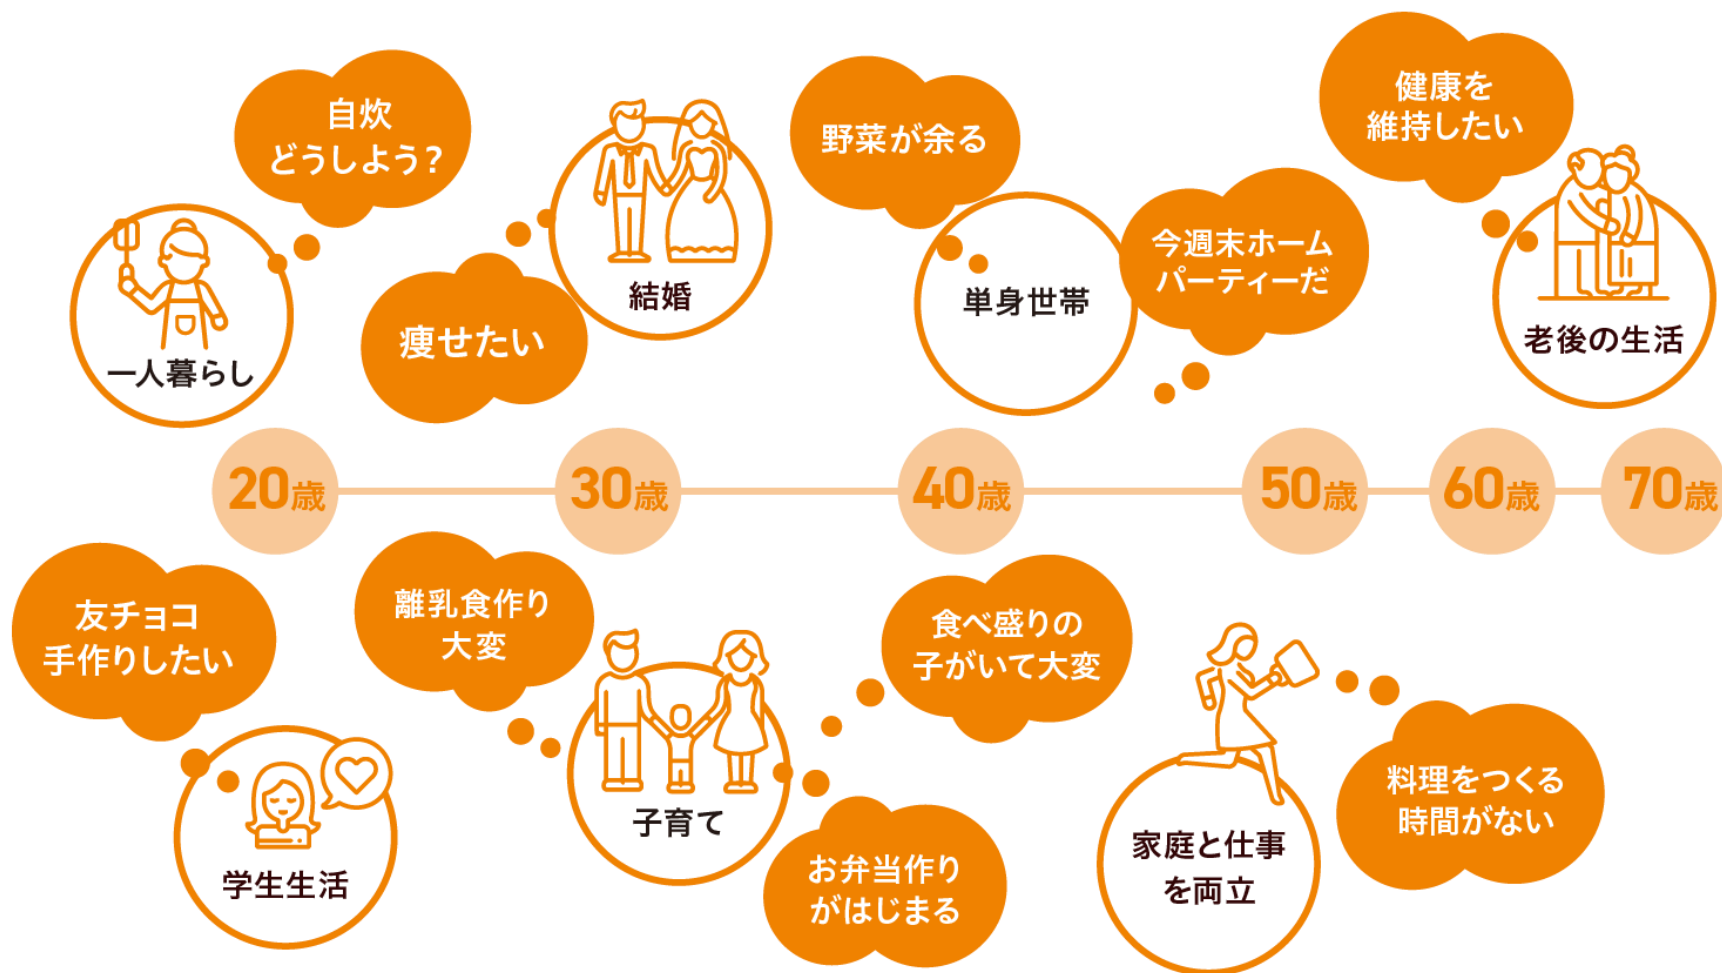 自炊
どうしよう?
一人暮らし
痩せたい
結婚
野菜が余る
単身世帯
今週末ホーム
パーティーだ
健康を
維持したい
老後の生活
20歳
30歳
40歳
50歳
60歳
70歳
友チョコ
手作りしたい
学生生活
離乳食作り
大変
子育て
食べ盛りの
子がいて大変
お弁当作り
がはじまる
家庭と仕事
を両立
料理をつくる
時間がない